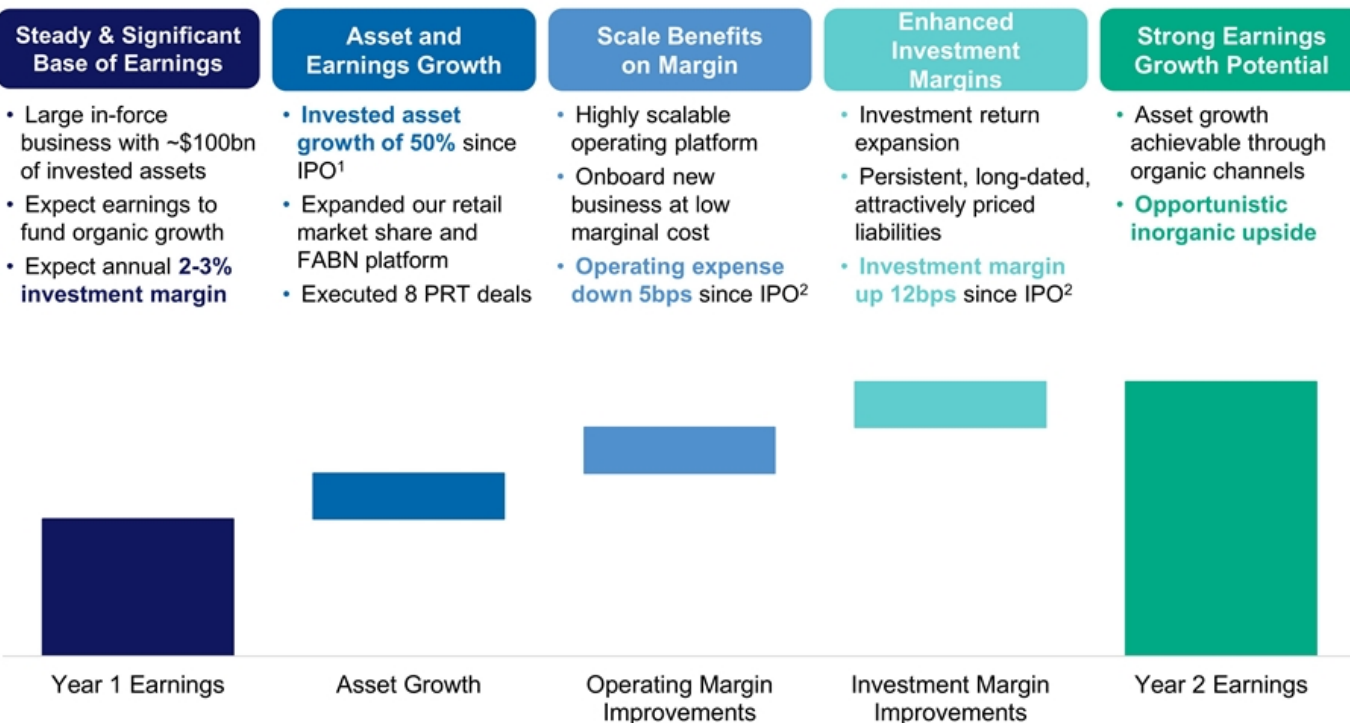 Steady & Significant
Base of Earnings
• Large in-force
business with ~$100bn
of invested assets
• Expect earnings to
fund organic growth
• Expect annual 2-3%
investment margin
Asset and
Earnings Growth
• Invested asset
growth of 50% since
IPO¹
• Expanded our retail
market share and
FABN platform
• Executed 8 PRT deals
Scale Benefits
on Margin
• Highly scalable
operating platform
• Onboard new
business at low
marginal cost
• Operating expense
down 5bps since IPO²
Enhanced
Investment
Margins
• Investment return
expansion
• Persistent, long-dated,
attractively priced
liabilities
• Investment margin
up 12bps since IPO²
Strong Earnings
Growth Potential
• Asset growth
achievable through
organic channels
• Opportunistic
inorganic upside
Year 1 Earnings
Asset Growth
Operating Margin
Improvements
Investment Margin
Improvements
Year 2 Earnings